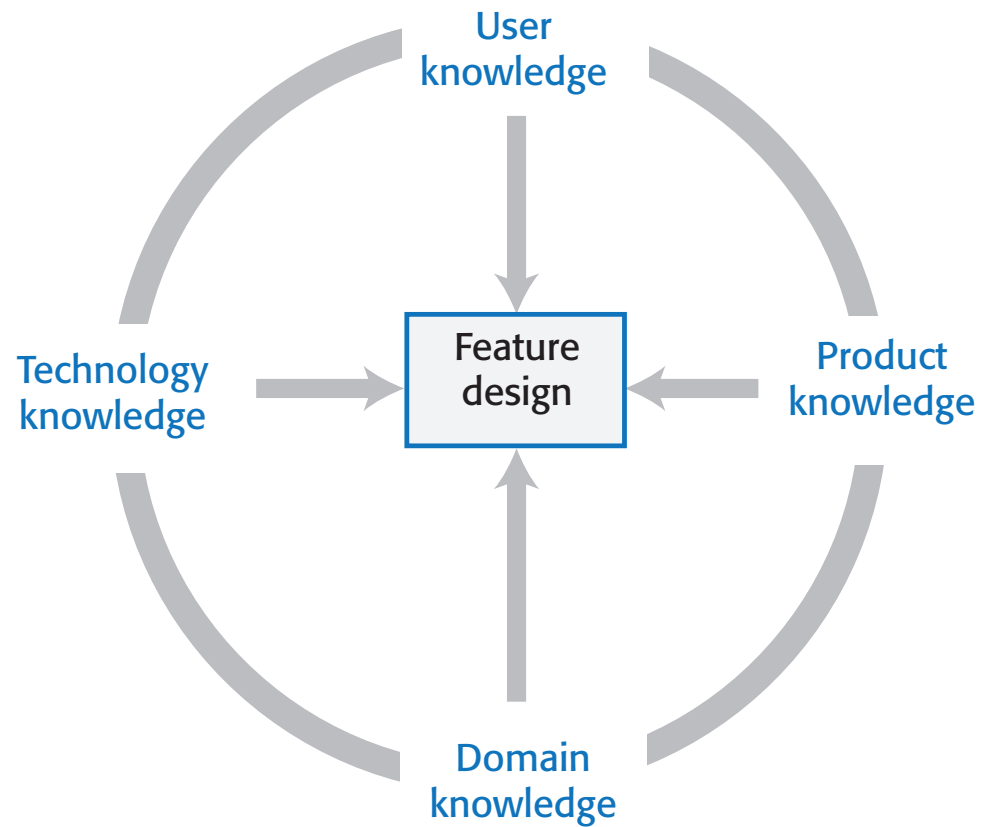 User
knowledge
Feature
design
Technology
knowledge
Product
knowledge
Domain
knowledge